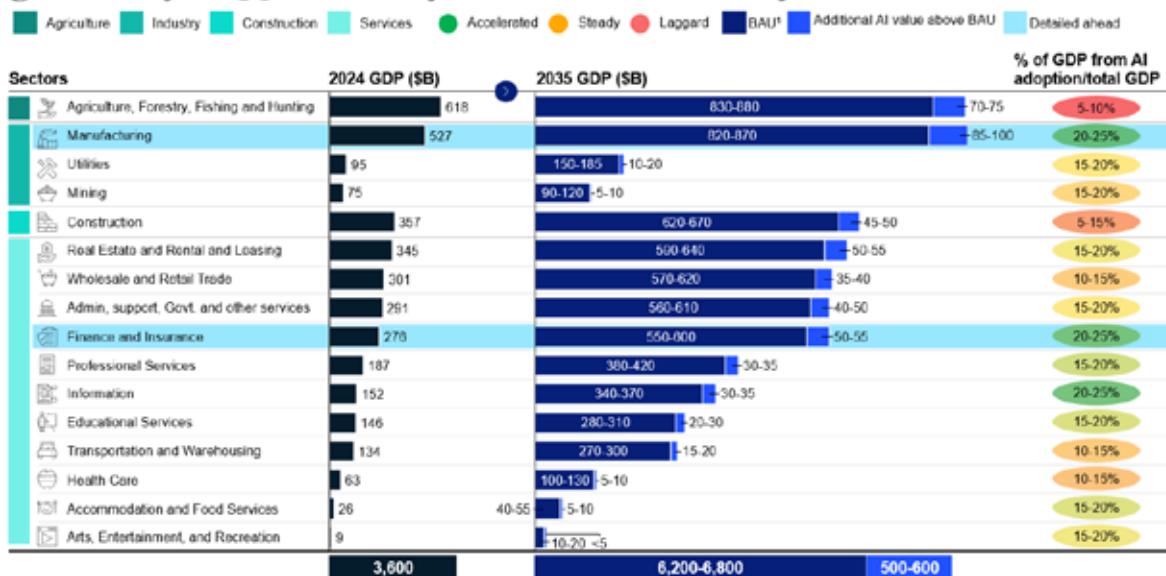 Agriculture Industry Construction Services Accelerated Steady Laggard BAU¹ Additional AI value above BAU Detailed ahead
Sectors 2024 GDP ($B) 2035 GDP ($B) % of GDP from AI adoption/total GDP
Agriculture, Forestry, Fishing and Hunting 618 830-880 70-75 5-10%
Manufacturing 527 820-870 85-100 20-25%
Utilities 95 150-185 10-20 15-20%
Mining 75 90-120 5-10 15-20%
Construction 357 620-670 45-50 5-15%
Real Estate and Rental and Leasing 345 590-640 50-55 15-20%
Wholesale and Retail Trade 301 570-620 35-40 10-15%
Admin, support, Govt. and other services 291 560-610 40-50 15-20%
Finance and Insurance 276 550-600 50-55 20-25%
Professional Services 187 380-420 30-35 15-20%
Information 152 340-370 30-35 20-25%
Educational Services 146 280-310 20-30 15-20%
Transportation and Warehousing 134 270-300 15-20 10-15%
Health Care 63 100-130 5-10 10-15%
Accommodation and Food Services 26 40-55 5-10 15-20%
Arts, Entertainment, and Recreation 9 10-20 <5 15-20%
3,600 6,200-6,800 500-600